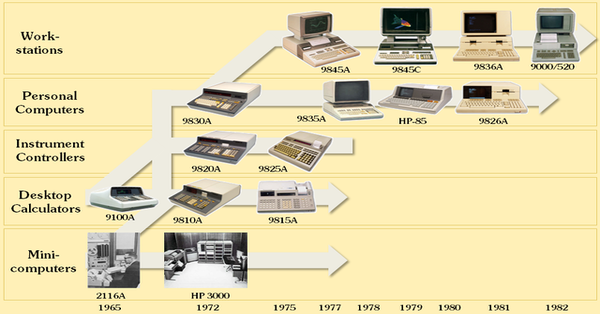 Work-
stations
9845A 9845C 9836A 9000/520
Personal
Computers
9830A 9835A HP-85 9826A
Instrument
Controllers
9820A 9825A
Desktop
Calculators
9100A 9810A 9815A
Mini-
computers
2116A HP 3000
1965 1972 1975 1977 1978 1979 1980 1981 1982